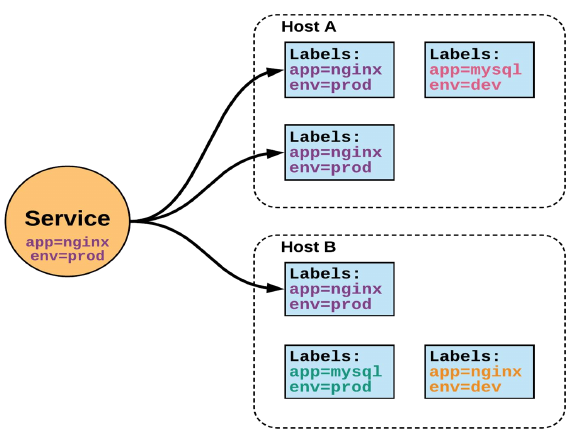 Host A
Labels:
app=nginx
env=prod
Labels:
app=mysql
env=dev
Labels:
app=nginx
env=prod
Service
app=nginx
env=prod
Host B
Labels:
app=nginx
env=prod
Labels:
app=mysql
env=prod
Labels:
app=nginx
env=dev